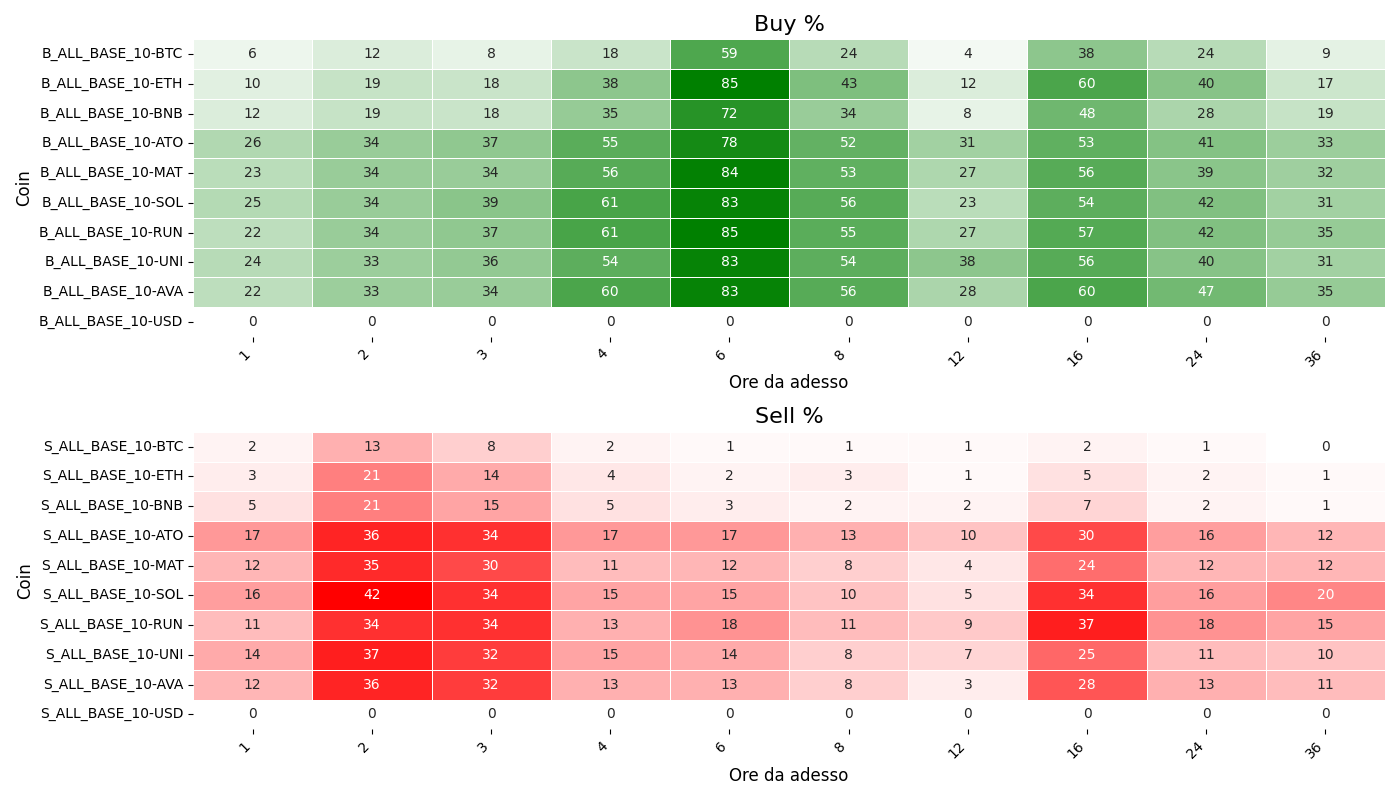 Buy %
Coin
B_ALL_BASE_10-BTC 6 12 8 18 59 24 4 38 24 9
B_ALL_BASE_10-ETH 10 19 18 38 85 43 12 60 40 17
B_ALL_BASE_10-BNB 12 19 18 35 72 34 8 48 28 19
B_ALL_BASE_10-ATO 26 34 37 55 78 52 31 53 41 33
B_ALL_BASE_10-MAT 23 34 34 56 84 53 27 56 39 32
B_ALL_BASE_10-SOL 25 34 39 61 83 56 23 54 42 31
B_ALL_BASE_10-RUN 22 34 37 61 85 55 27 57 42 35
B_ALL_BASE_10-UNI 24 33 36 54 83 54 38 56 40 31
B_ALL_BASE_10-AVA 22 33 34 60 83 56 28 60 47 35
B_ALL_BASE_10-USD 0 0 0 0 0 0 0 0 0 0
1 2 3 4 6 8 12 16 24 36
Ore da adesso
Sell %
Coin
S_ALL_BASE_10-BTC 2 13 8 2 1 1 1 2 1 0
S_ALL_BASE_10-ETH 3 21 14 4 2 3 1 5 2 1
S_ALL_BASE_10-BNB 5 21 15 5 3 2 2 7 2 1
S_ALL_BASE_10-ATO 17 36 34 17 17 13 10 30 16 12
S_ALL_BASE_10-MAT 12 35 30 11 12 8 4 24 12 12
S_ALL_BASE_10-SOL 16 42 34 15 15 10 5 34 16 20
S_ALL_BASE_10-RUN 11 34 34 13 18 11 9 37 18 15
S_ALL_BASE_10-UNI 14 37 32 15 14 8 7 25 11 10
S_ALL_BASE_10-AVA 12 36 32 13 13 8 3 28 13 11
S_ALL_BASE_10-USD 0 0 0 0 0 0 0 0 0 0
1 2 3 4 6 8 12 16 24 36
Ore da adesso